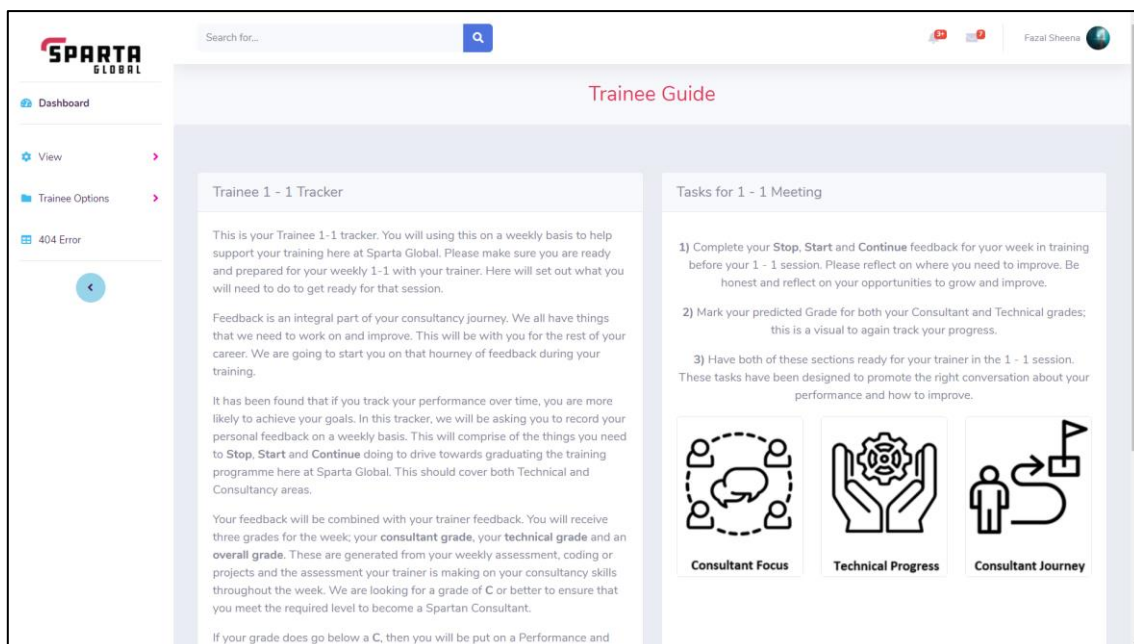 SPARTA
GLOBAL
Search for...
3+
7
Fazal Sheena
Dashboard
View
Trainee Options
404 Error
Trainee Guide
Trainee 1 - 1 Tracker
This is your Trainee 1-1 tracker. You will using this on a weekly basis to help
support your training here at Sparta Global. Please make sure you are ready
and prepared for your weekly 1-1 with your trainer. Here will set out what you
will need to do to get ready for that session.
Feedback is an integral part of your consultancy journey. We all have things
that we need to work on and improve. This will be with you for the rest of your
career. We are going to start you on that hourney of feedback during your
training.
It has been found that if you track your performance over time, you are more
likely to achieve your goals. In this tracker, we will be asking you to record your
personal feedback on a weekly basis. This will comprise of the things you need
to Stop, Start and Continue doing to drive towards graduating the training
programme here at Sparta Global. This should cover both Technical and
Consultancy areas.
Your feedback will be combined with your trainer feedback. You will receive
three grades for the week; your consultant grade, your technical grade and an
overall grade. These are generated from your weekly assessment, coding or
projects and the assessment your trainer is making on your consultancy skills
throughout the week. We are looking for a grade of C or better to ensure that
you meet the required level to become a Spartan Consultant.
If your grade does go below a C, then you will be put on a Performance and
Tasks for 1 - 1 Meeting
1) Complete your Stop, Start and Continue feedback for yuor week in training
before your 1 - 1 session. Please reflect on where you need to improve. Be
honest and reflect on your opportunities to grow and improve.
2) Mark your predicted Grade for both your Consultant and Technical grades;
this is a visual to again track your progress.
3) Have both of these sections ready for your trainer in the 1 - 1 session.
These tasks have been designed to promote the right conversation about your
performance and how to improve.
Consultant Focus
Technical Progress
Consultant Journey